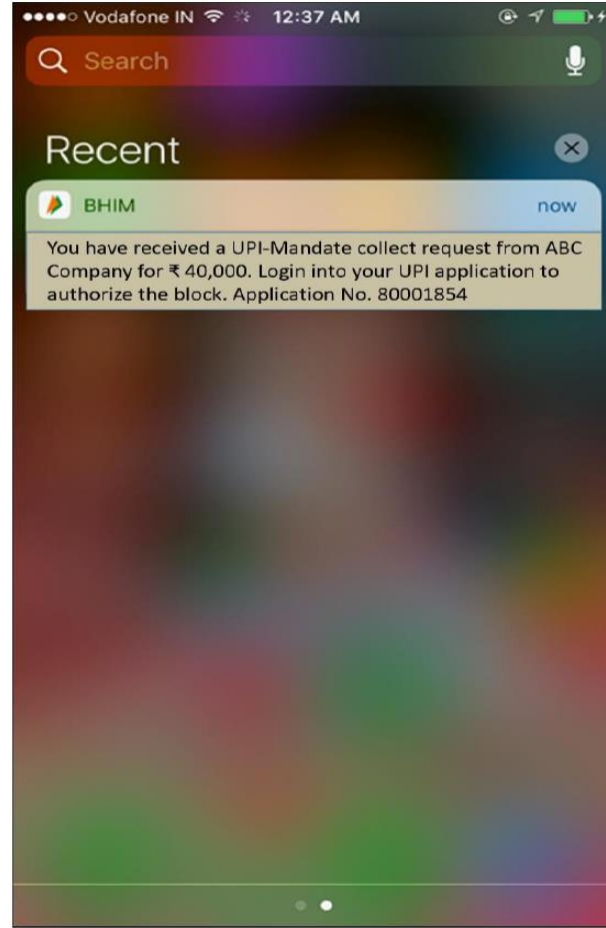 Vodafone IN 12:37 AM
Search
Recent
BHIM now
You have received a UPI-Mandate collect request from ABC
Company for ₹ 40,000. Login into your UPI application to
authorize the block. Application No. 80001854